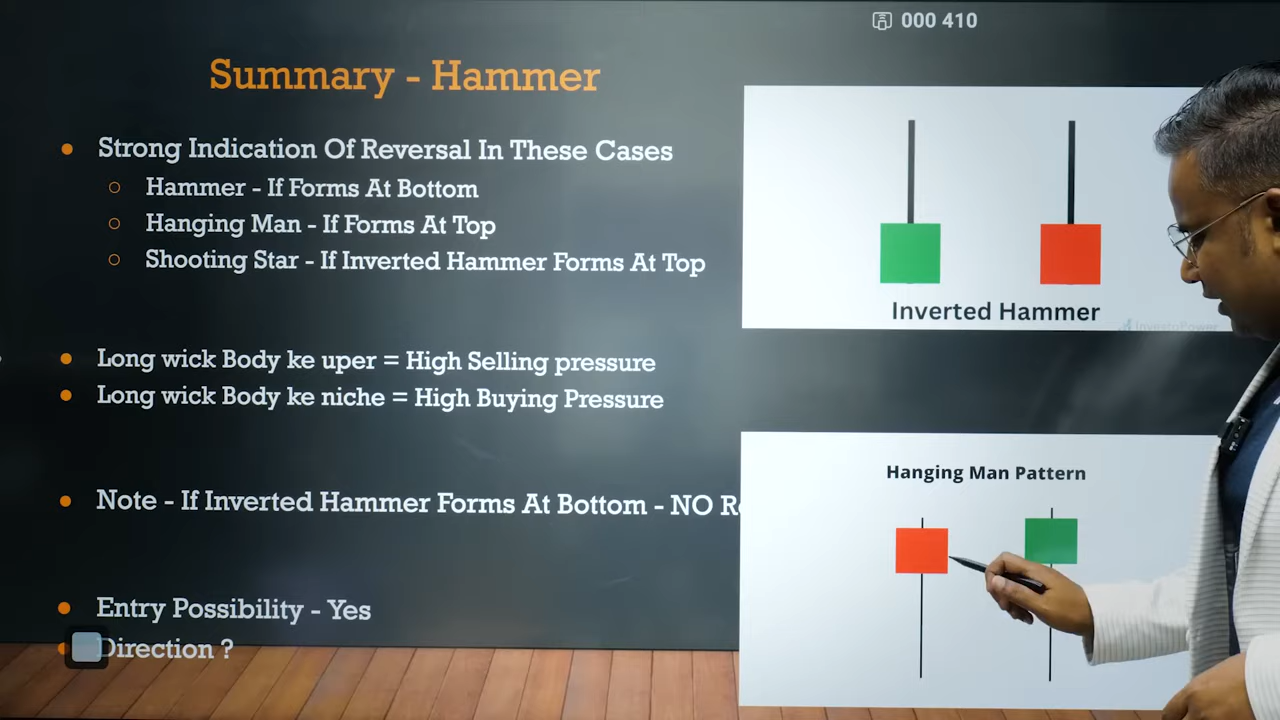 000 410
Summary - Hammer
Strong Indication Of Reversal In These Cases
Hammer - If Forms At Bottom
Hanging Man - If Forms At Top
Shooting Star - If Inverted Hammer Forms At Top
Long wick Body ke uper = High Selling pressure
Long wick Body ke niche = High Buying Pressure
Note - If Inverted Hammer Forms At Bottom - NO
Entry Possibility - Yes
Direction ?
Inverted Hammer
InvestoPower
Hanging Man Pattern